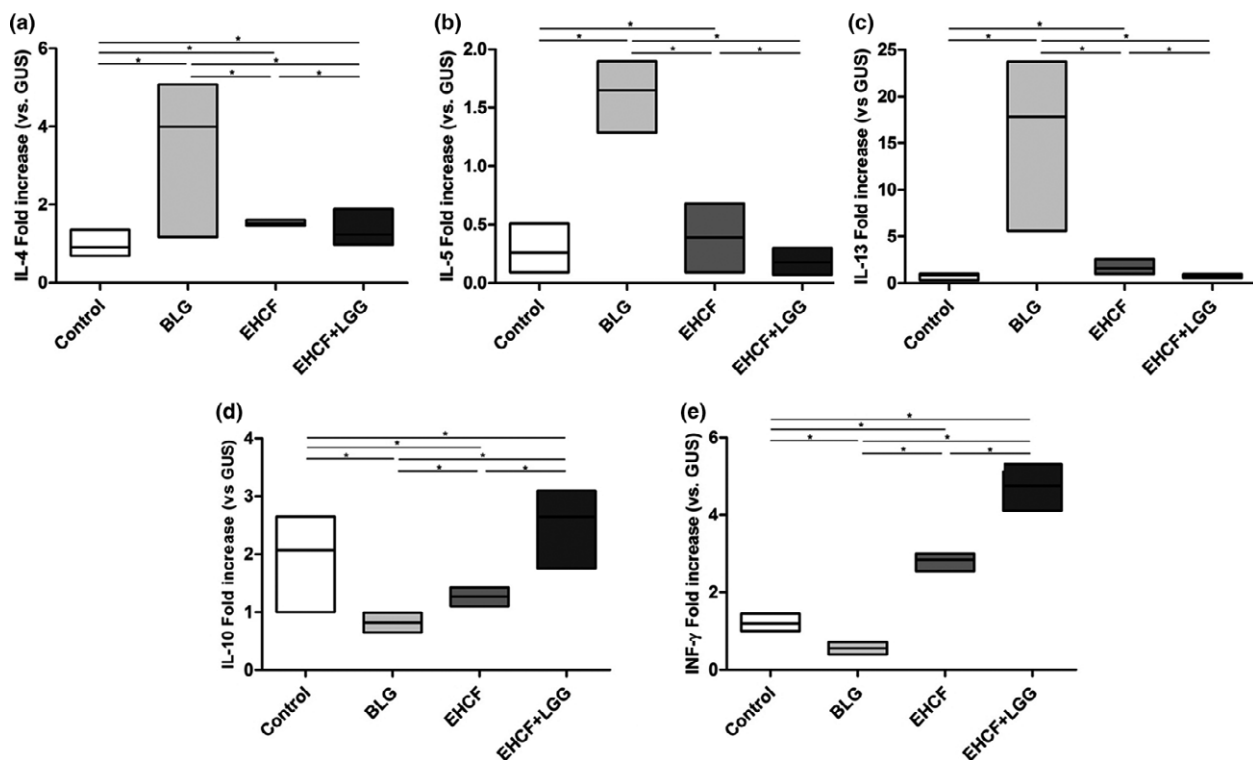 (a)
*
*
*
*
*
*
IL-4 Fold increase (vs. GUS)
6
4
2
0
Control
BLG
EHCF
EHCF+LGG
(b)
*
*
*
*
*
IL-5 Fold increase (vs. GUS)
2.0
1.5
1.0
0.5
0.0
Control
BLG
EHCF
EHCF+LGG
(c)
*
*
*
*
*
IL-13 Fold increase (vs GUS)
25
20
15
10
5
0
Control
BLG
EHCF
EHCF+LGG
(d)
*
*
*
*
*
*
IL-10 Fold increase (vs GUS)
4
3
2
1
0
Control
BLG
EHCF
EHCF+LGG
(e)
*
*
*
*
*
*
INF-γ Fold increase (vs. GUS)
6
4
2
0
Control
BLG
EHCF
EHCF+LGG